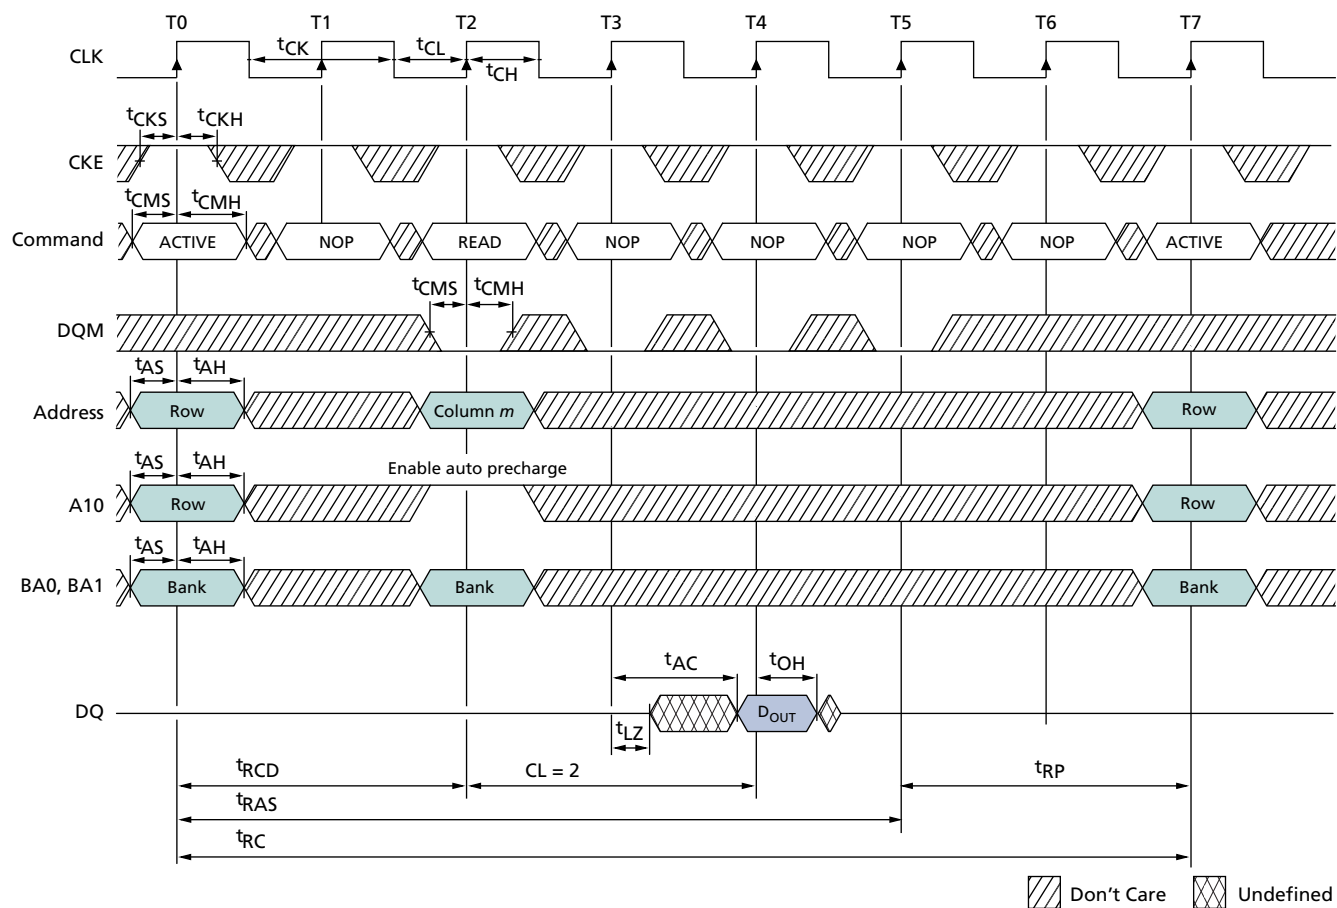 T0 T1 T2 T3 T4 T5 T6 T7
CLK
tCK tCL
tCH
tCKS tCKH
CKE
tCMS tCMH
Command ACTIVE NOP READ NOP NOP NOP NOP ACTIVE
tCMS tCMH
DQM
tAS tAH
Address Row Column m Row
tAS tAH Enable auto precharge
A10 Row Row
tAS tAH
BA0, BA1 Bank Bank Bank
tAC tOH
DQ DOUT
tLZ
tRCD CL = 2 tRP
tRAS
tRC
Don't Care Undefined